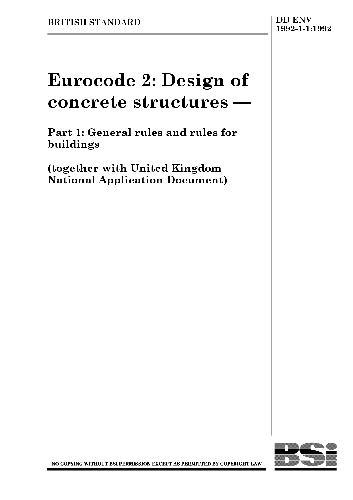 BRITISH STANDARD
DD ENV
1992-1-1:1992
Eurocode 2: Design of
concrete structures —
Part 1: General rules and rules for
buildings
(together with United Kingdom
National Application Document)
NO COPYING WITHOUT BSI PERMISSION EXCEPT AS PERMITTED BY COPYRIGHT LAW
BSi